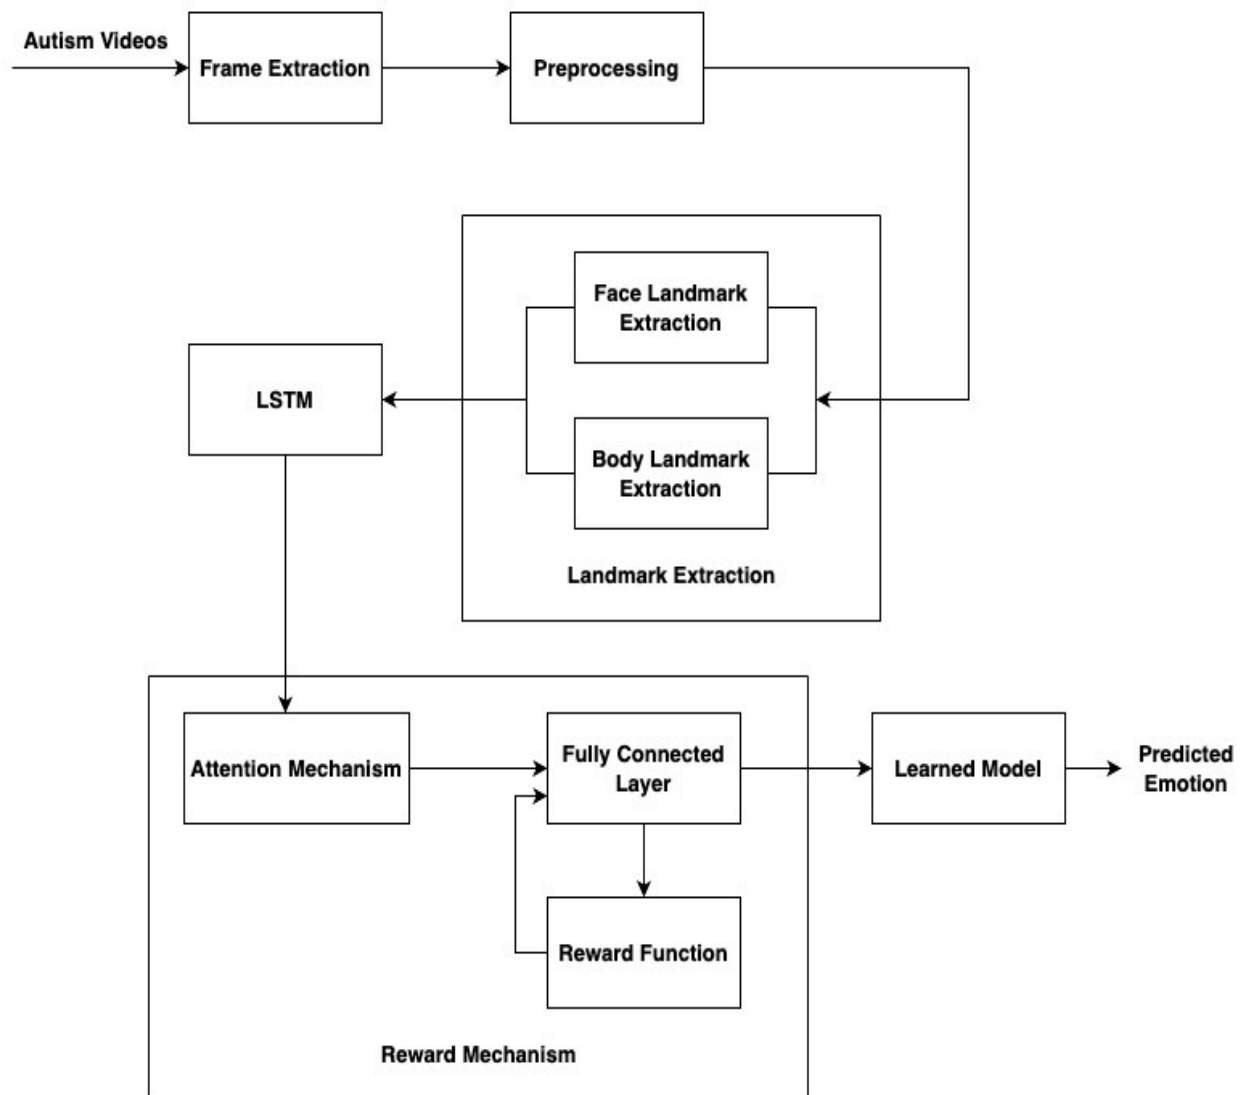 Autism Videos
Frame Extraction
Preprocessing
Face Landmark
Extraction
LSTM
Body Landmark
Extraction
Landmark Extraction
Attention Mechanism
Fully Connected
Layer
Learned Model
Predicted
Emotion
Reward Function
Reward Mechanism